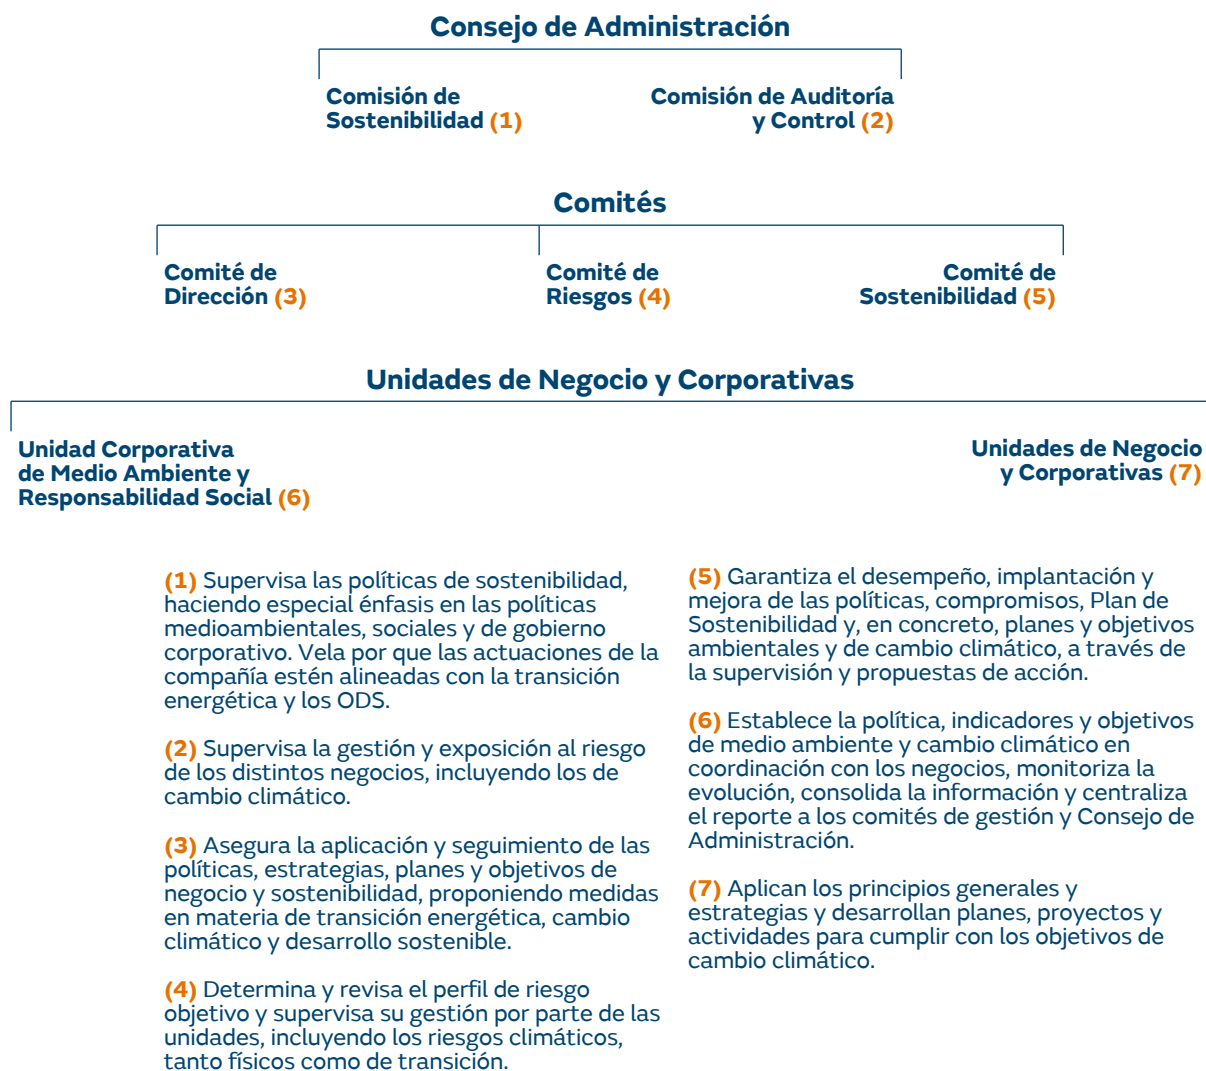 Consejo de Administración
Comisión de
Sostenibilidad (1)
Comisión de Auditoría
y Control (2)
Comités
Comité de
Dirección (3)
Comité de
Riesgos (4)
Comité de
Sostenibilidad (5)
Unidades de Negocio y Corporativas
Unidad Corporativa
de Medio Ambiente y
Responsabilidad Social (6)
Unidades de Negocio
y Corporativas (7)
(1) Supervisa las políticas de sostenibilidad,
haciendo especial énfasis en las políticas
medioambientales, sociales y de gobierno
corporativo. Vela por que las actuaciones de la
compañía estén alineadas con la transición
energética y los ODS.
(2) Supervisa la gestión y exposición al riesgo
de los distintos negocios, incluyendo los de
cambio climático.
(3) Asegura la aplicación y seguimiento de las
políticas, estrategias, planes y objetivos de
negocio y sostenibilidad, proponiendo medidas
en materia de transición energética, cambio
climático y desarrollo sostenible.
(4) Determina y revisa el perfil de riesgo
objetivo y supervisa su gestión por parte de las
unidades, incluyendo los riesgos climáticos,
tanto físicos como de transición.
(5) Garantiza el desempeño, implantación y
mejora de las políticas, compromisos, Plan de
Sostenibilidad y, en concreto, planes y objetivos
ambientales y de cambio climático, a través de
la supervisión y propuestas de acción.
(6) Establece la política, indicadores y objetivos
de medio ambiente y cambio climático en
coordinación con los negocios, monitoriza la
evolución, consolida la información y centraliza
el reporte a los comités de gestión y Consejo de
Administración.
(7) Aplican los principios generales y
estrategias y desarrollan planes, proyectos y
actividades para cumplir con los objetivos de
cambio climático.